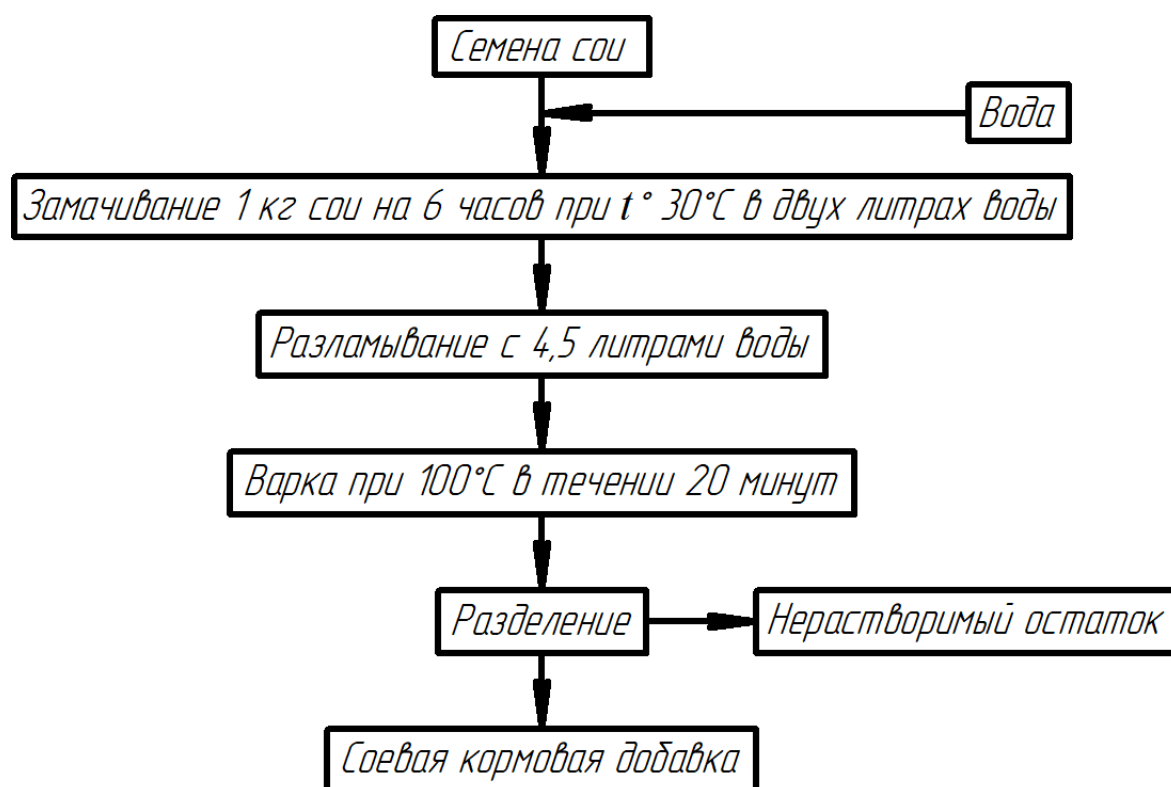 Семена сои
Вода
Замачивание 1 кг сои на 6 часов при t° 30°C в двух литрах воды
Разламывание с 4,5 литрами воды
Варка при 100°C в течении 20 минут
Разделение
Нерастворимый остаток
Соевая кормовая добавка